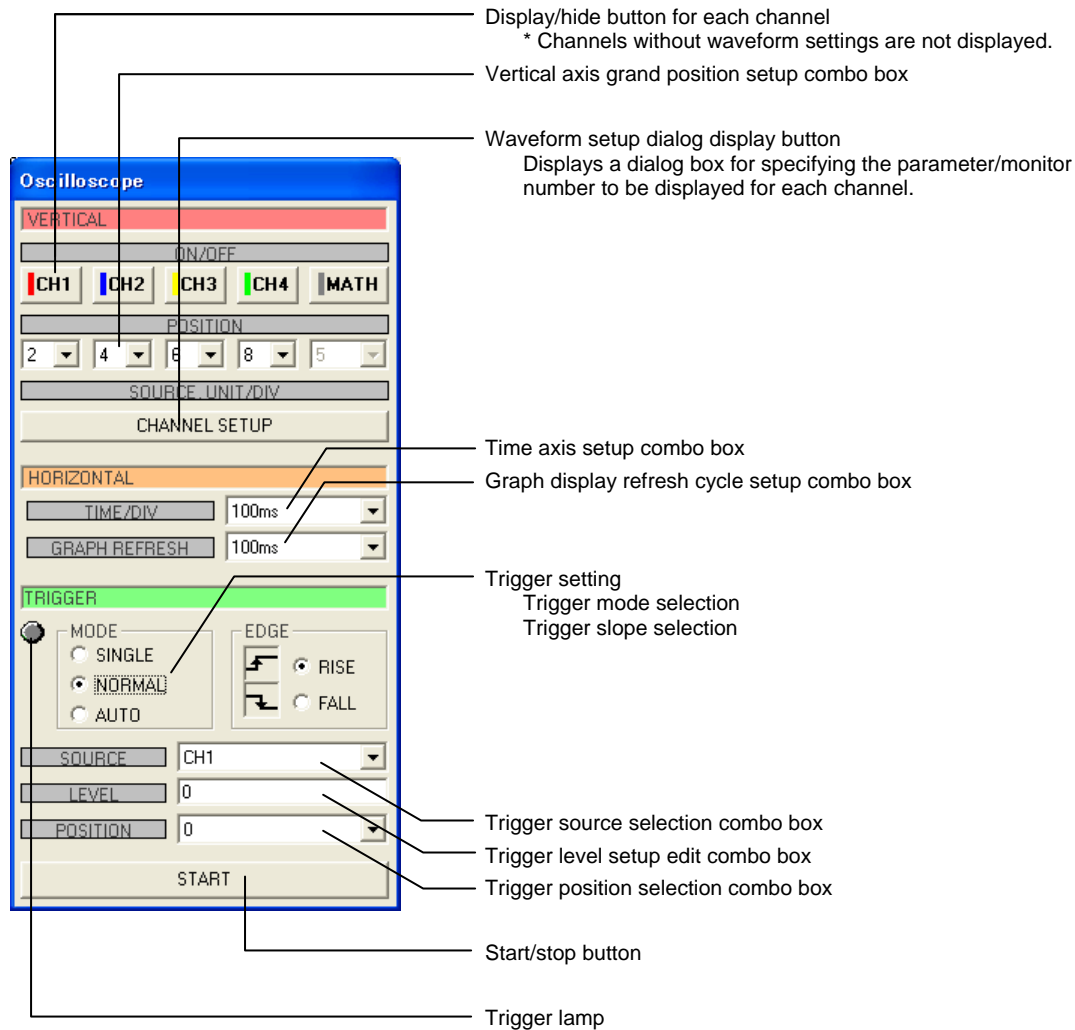 Display/hide button for each channel
* Channels without waveform settings are not displayed.
Vertical axis grand position setup combo box
Waveform setup dialog display button
Displays a dialog box for specifying the parameter/monitor
number to be displayed for each channel.
Oscilloscope
VERTICAL
ON/OFF
CH1 CH2 CH3 CH4 MATH
POSITION
2 4 6 8 5
SOURCE. UNIT/DIV
CHANNEL SETUP
Time axis setup combo box
HORIZONTAL
Graph display refresh cycle setup combo box
TIME/DIV 100ms
GRAPH REFRESH 100ms
Trigger setting
Trigger mode selection
Trigger slope selection
TRIGGER
MODE EDGE
SINGLE
RISE
NORMAL
FALL
AUTO
SOURCE CH1
LEVEL 0
POSITION 0
Trigger source selection combo box
Trigger level setup edit combo box
Trigger position selection combo box
START
Start/stop button
Trigger lamp